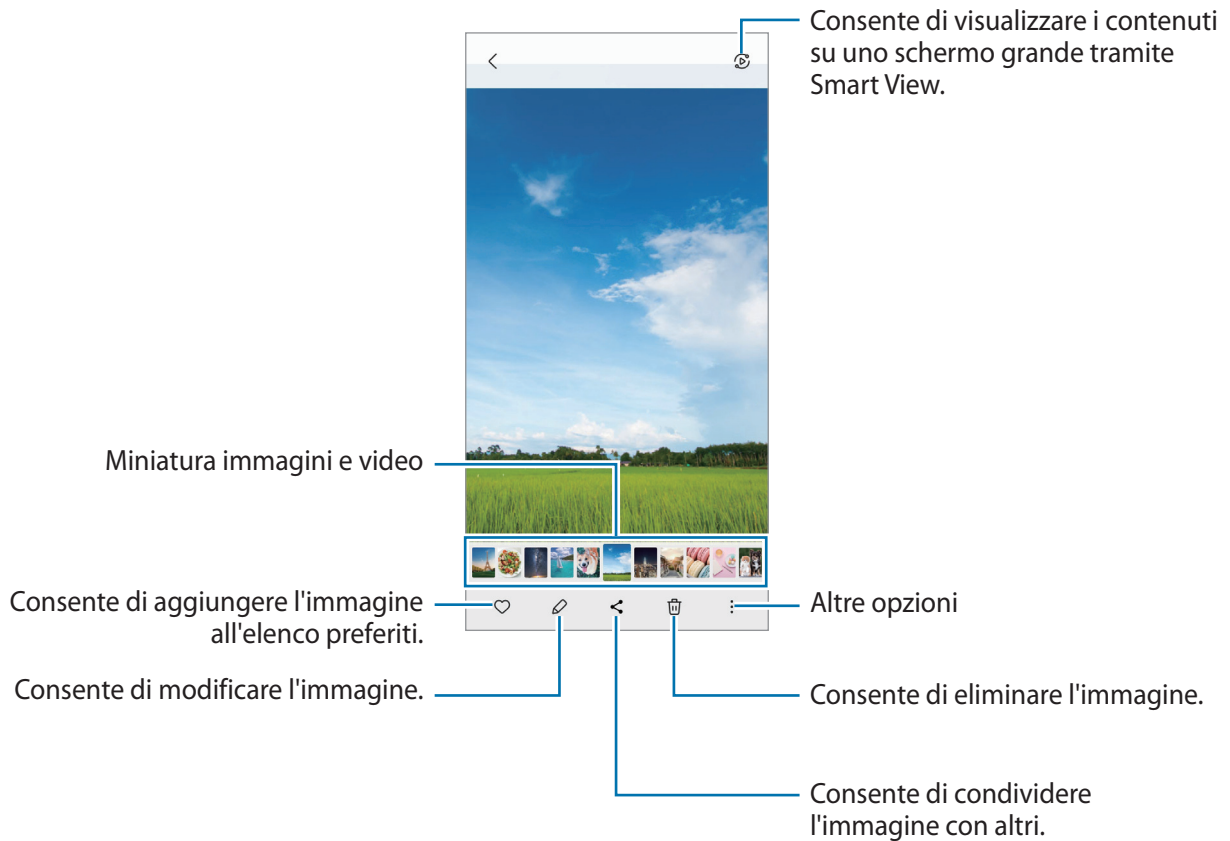 Consente di visualizzare i contenuti
su uno schermo grande tramite
Smart View.
Miniatura immagini e video
Consente di aggiungere l'immagine
all'elenco preferiti.
Altre opzioni
Consente di modificare l'immagine.
Consente di eliminare l'immagine.
Consente di condividere
l'immagine con altri.